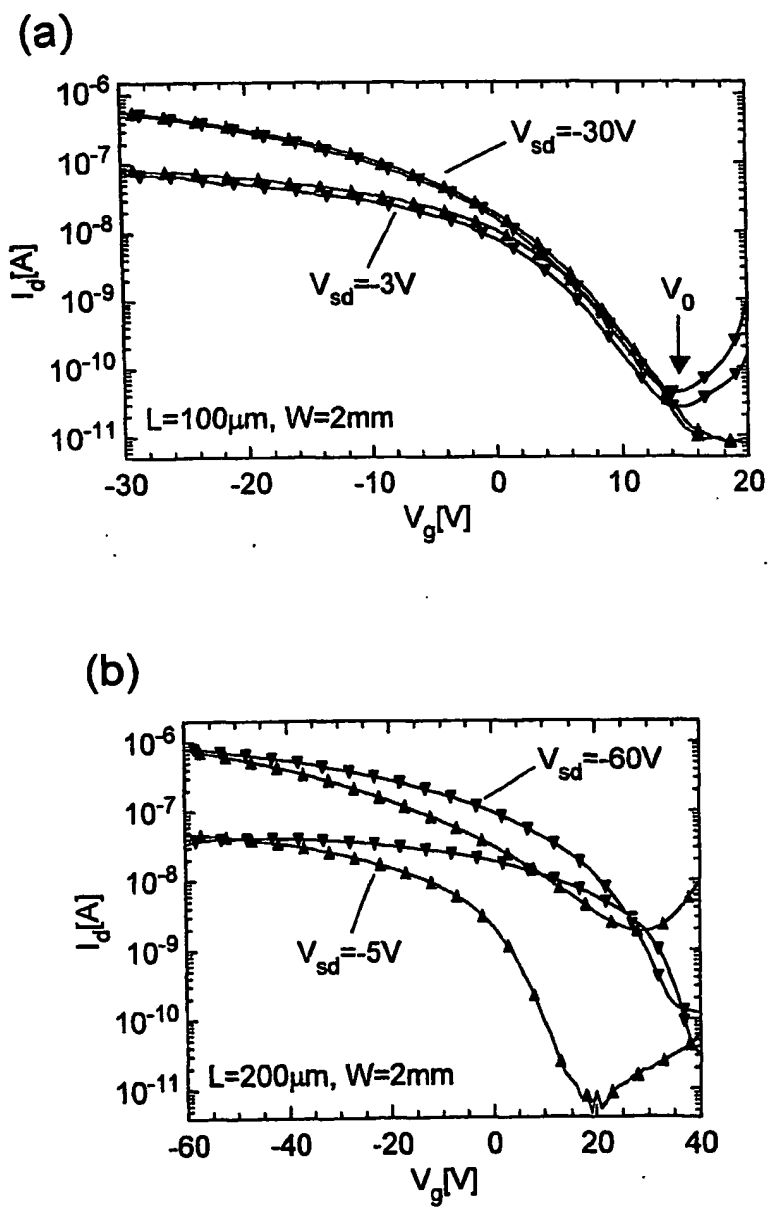 (a)
10⁻⁶
10⁻⁷
10⁻⁸
10⁻⁹
10⁻¹⁰
10⁻¹¹
I_d[A]
V_sd=-30V
V_sd=-3V
V₀
L=100μm, W=2mm
-30 -20 -10 0 10 20
V_g[V]
(b)
10⁻⁶
10⁻⁷
10⁻⁸
10⁻⁹
10⁻¹⁰
10⁻¹¹
I_d[A]
V_sd=-60V
V_sd=-5V
L=200μm, W=2mm
-60 -40 -20 0 20 40
V_g[V]